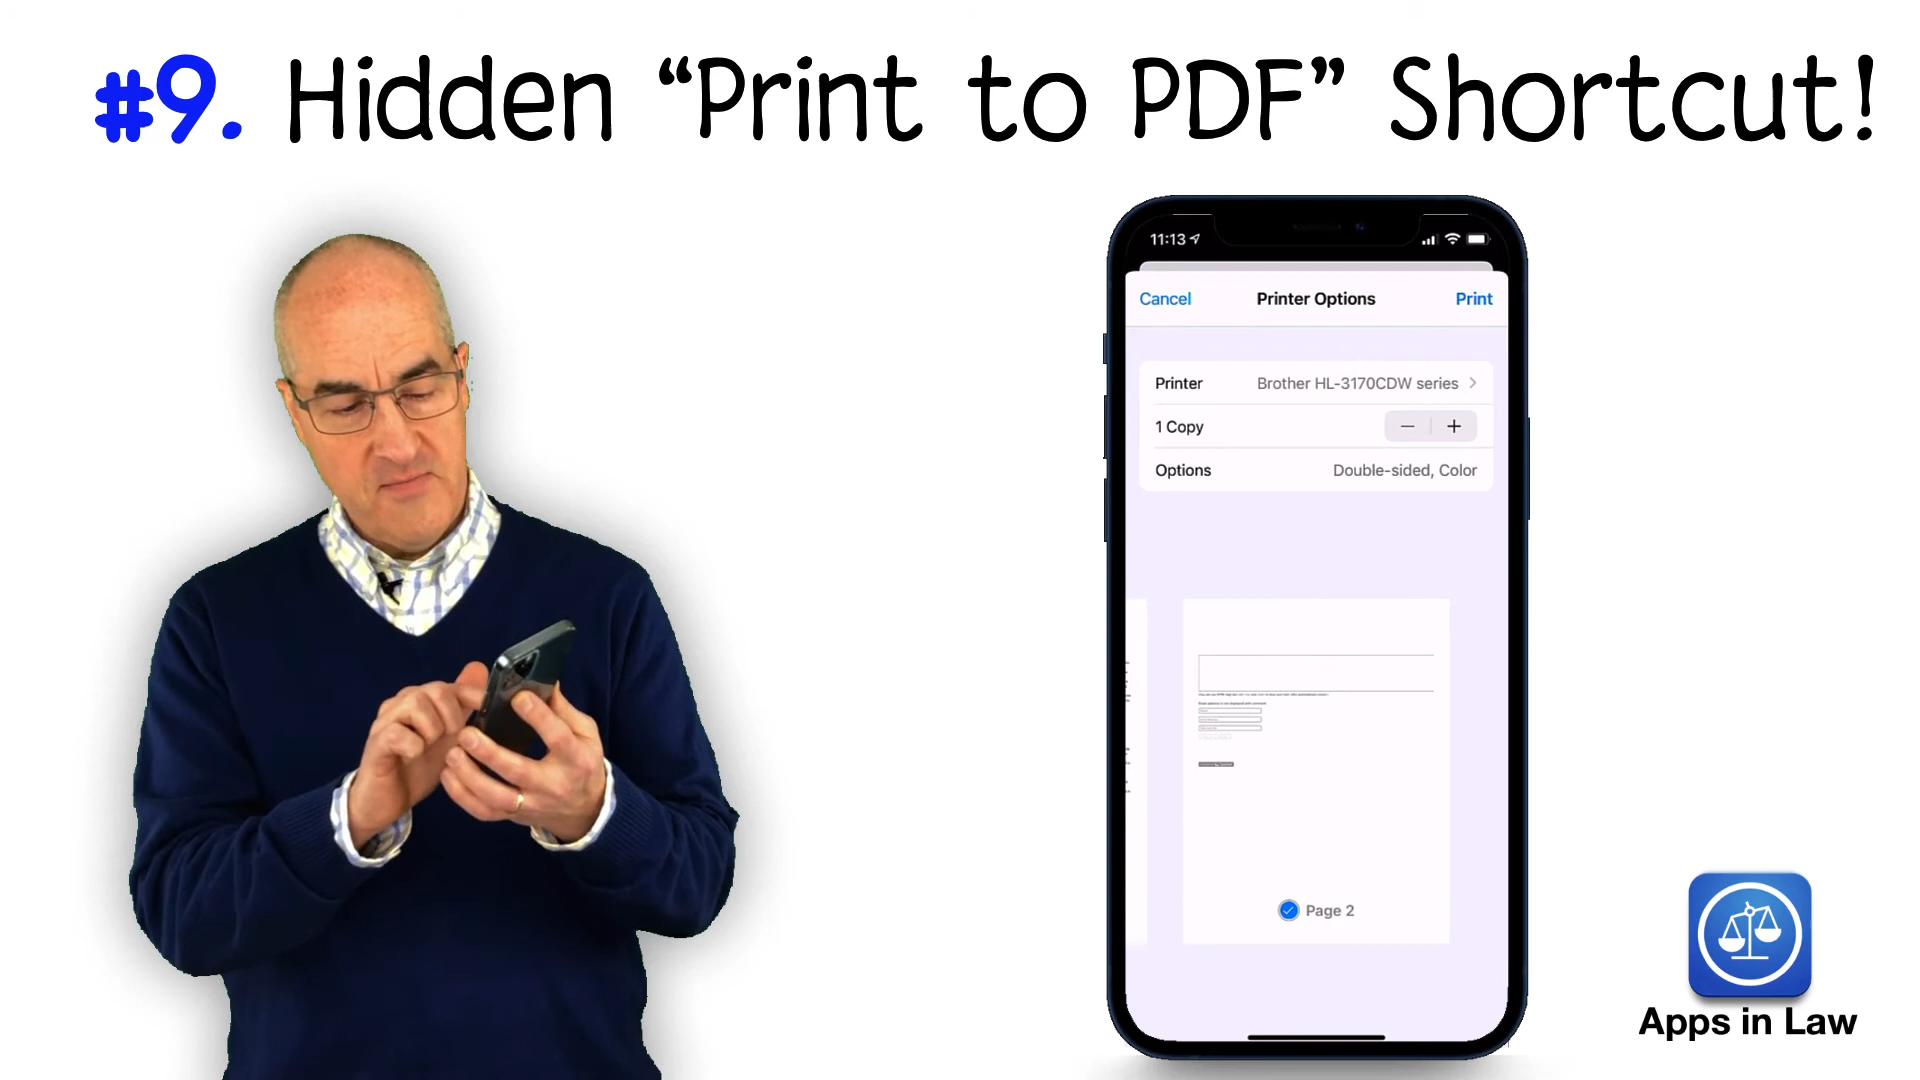 #9. Hidden “Print to PDF” Shortcut!
11:13
Cancel Printer Options Print
Printer Brother HL-3170CDW series
1 Copy
Options Double-sided, Color
Page 2
Apps in Law